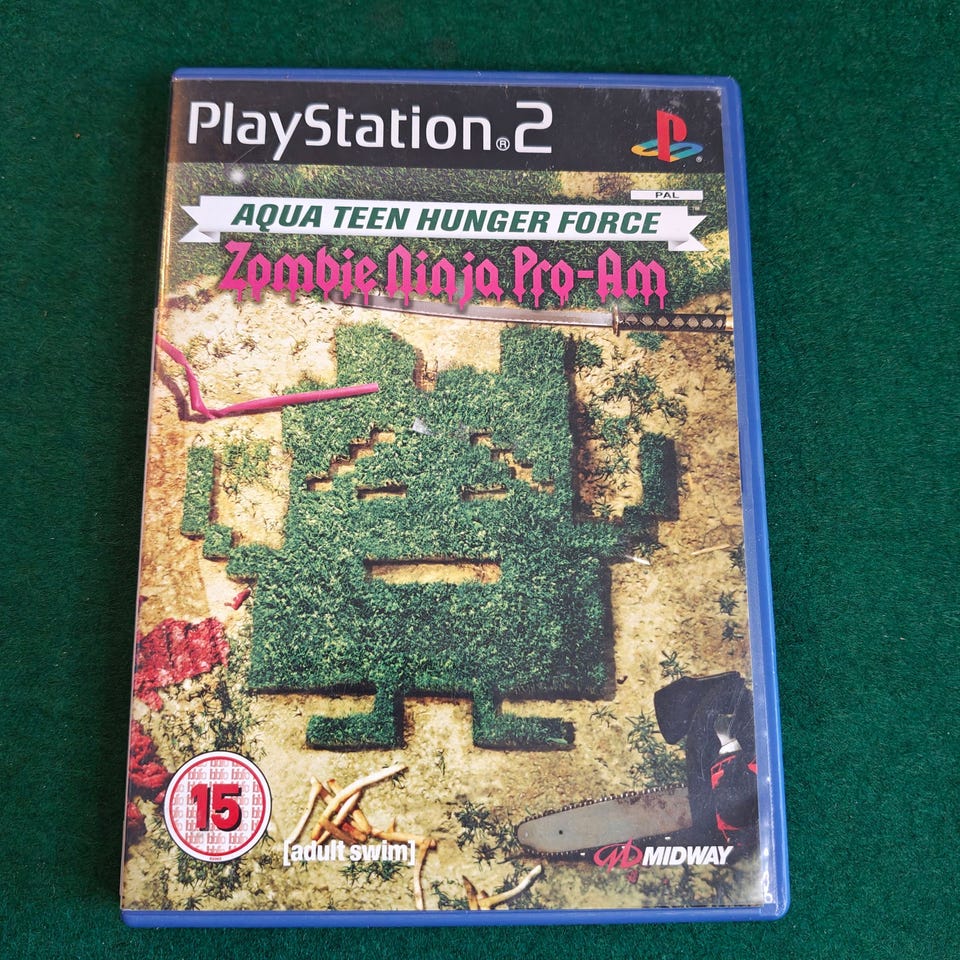 PlayStation®2
PAL
AQUA TEEN HUNGER FORCE
Zombie Ninja Pro-Am
15
[adult swim]
MIDWAY